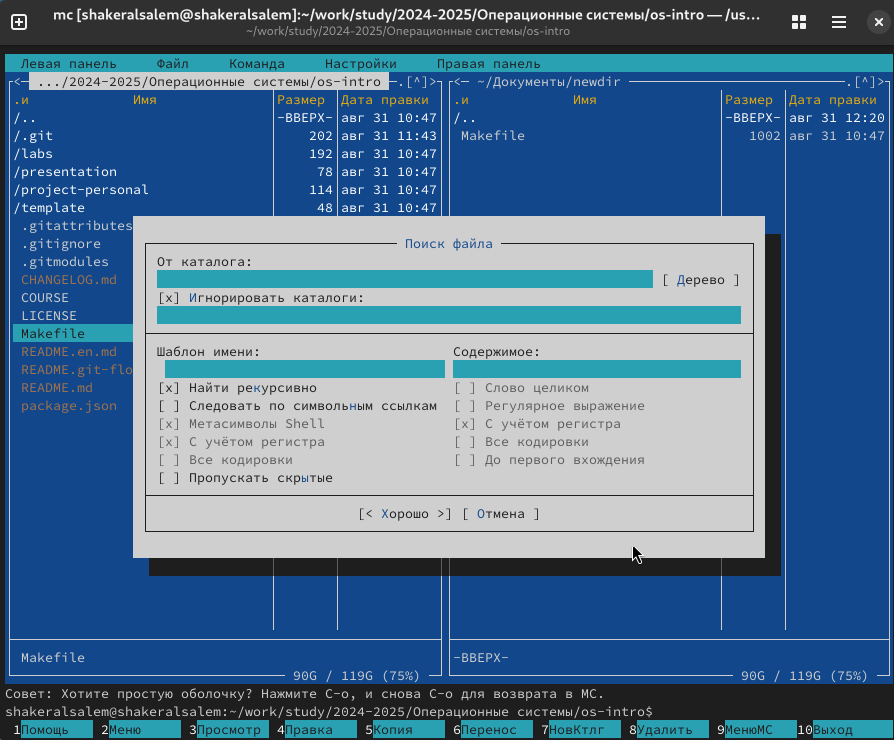 mc [shakeralsalem@shakeralsalem]:~/work/study/2024-2025/Операционные системы/os-intro — /us...
~/work/study/2024-2025/Операционные системы/os-intro
Левая панель Файл Команда Настройки Правая панель
<─ .../2024-2025/Операционные системы/os-intro ─.[^]> <─ ~/Документы/newdir ─.[^]>
.и Имя Размер Дата правки .и Имя Размер Дата правки
/.. -ВВЕРХ- авг 31 10:47 /.. -ВВЕРХ- авг 31 12:20
/.git 202 авг 31 11:43 Makefile 1002 авг 31 10:47
/labs 192 авг 31 10:47
/presentation 78 авг 31 10:47
/project-personal 114 авг 31 10:47
/template 48 авг 31 10:47
.gitattributes
.gitignore
.gitmodules
CHANGELOG.md
COURSE
LICENSE
Makefile
README.en.md
README.git-flo
README.md
package.json
Поиск файла
От каталога:
[ Дерево ]
[x] Игнорировать каталоги:
Шаблон имени: Содержимое:
[x] Найти рекурсивно [ ] Слово целиком
[ ] Следовать по символьным ссылкам [ ] Регулярное выражение
[x] Метасимволы Shell [x] С учётом регистра
[x] С учётом регистра [ ] Все кодировки
[ ] Все кодировки [ ] До первого вхождения
[ ] Пропускать скрытые
[< Хорошо >] [ Отмена ]
Makefile -ВВЕРХ-
90G / 119G (75%) 90G / 119G (75%)
Совет: Хотите простую оболочку? Нажмите C-o, и снова C-o для возврата в MC.
shakeralsalem@shakeralsalem:~/work/study/2024-2025/Операционные системы/os-intro$
1Помощь 2Меню 3Просмотр 4Правка 5Копия 6Перенос 7НовКтлг 8Удалить 9МенюMC 10Выход